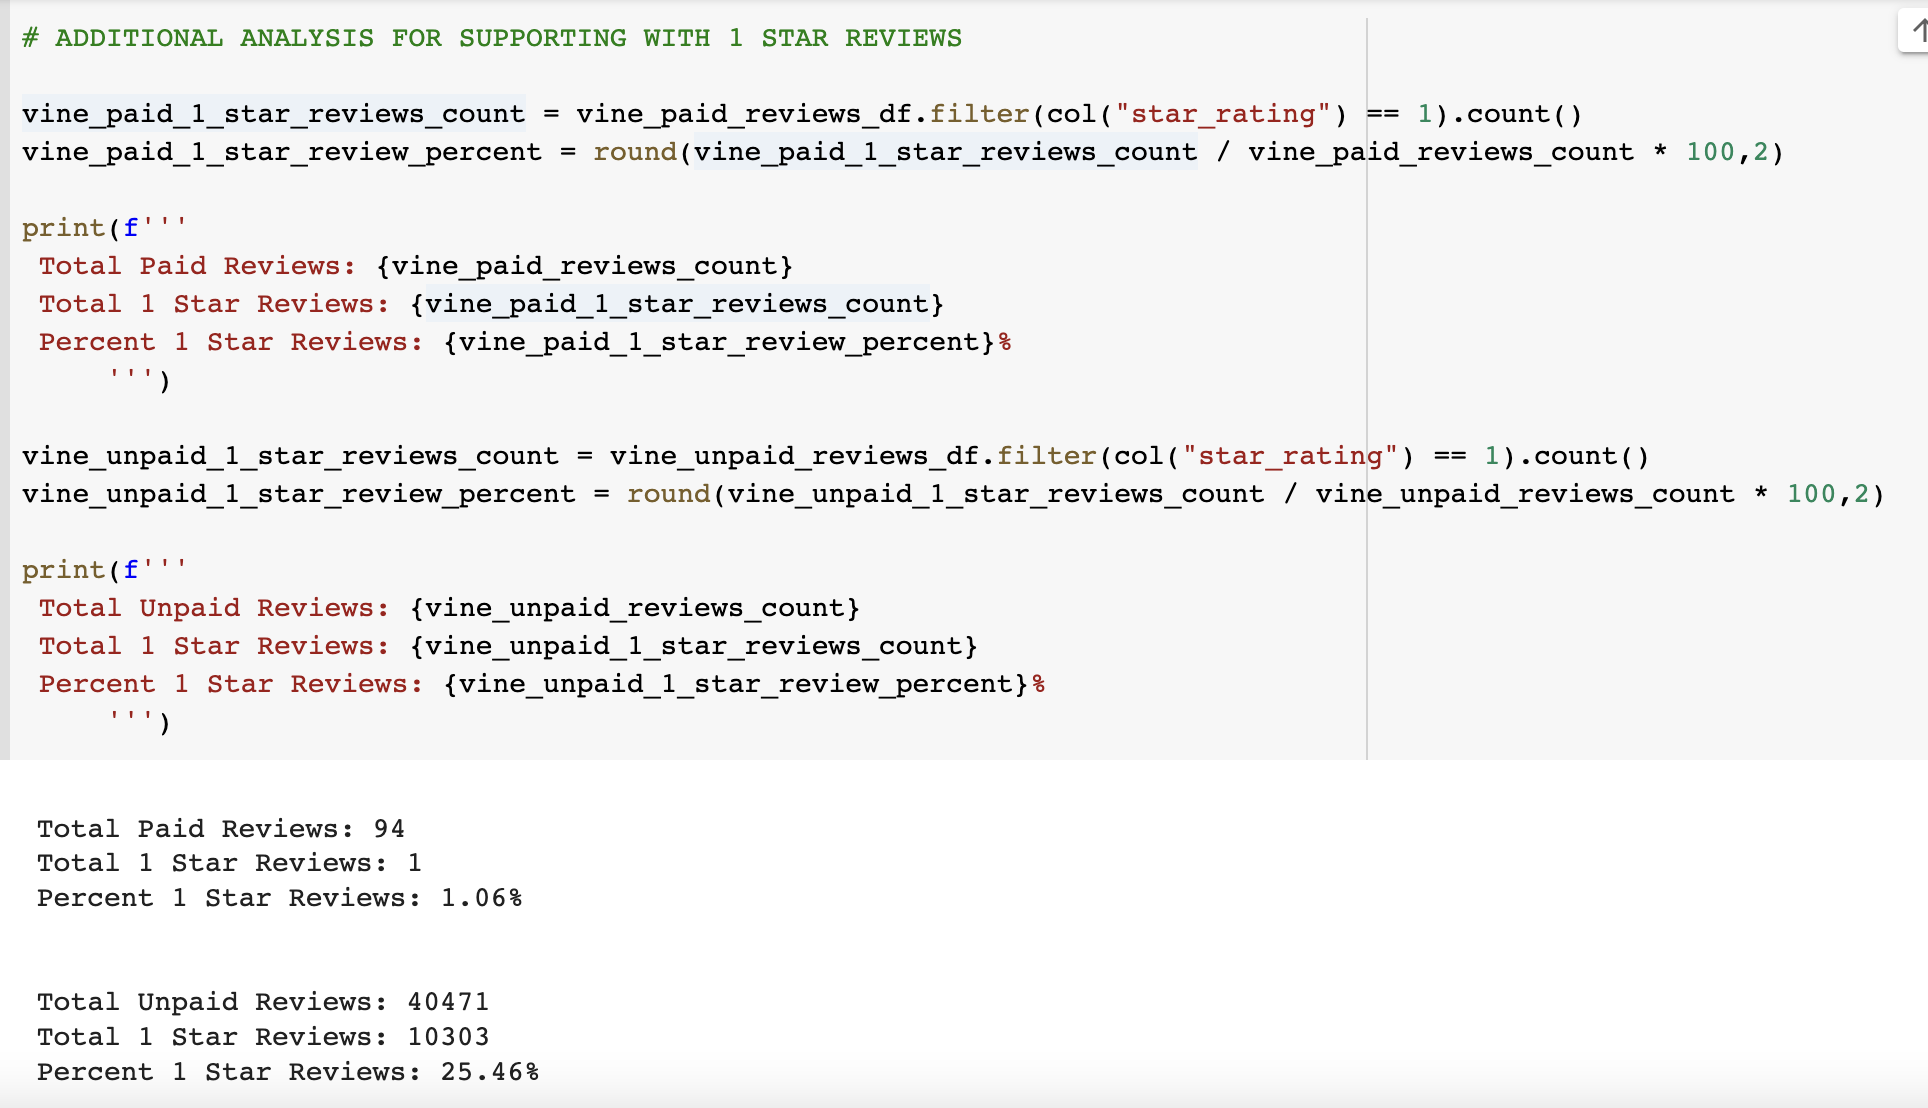 # ADDITIONAL ANALYSIS FOR SUPPORTING WITH 1 STAR REVIEWS
vine_paid_1_star_reviews_count = vine_paid_reviews_df.filter(col("star_rating") == 1).count()
vine_paid_1_star_review_percent = round(vine_paid_1_star_reviews_count / vine_paid_reviews_count * 100,2)
print(f'''
Total Paid Reviews: {vine_paid_reviews_count}
Total 1 Star Reviews: {vine_paid_1_star_reviews_count}
Percent 1 Star Reviews: {vine_paid_1_star_review_percent}%
''')
vine_unpaid_1_star_reviews_count = vine_unpaid_reviews_df.filter(col("star_rating") == 1).count()
vine_unpaid_1_star_review_percent = round(vine_unpaid_1_star_reviews_count / vine_unpaid_reviews_count * 100,2)
print(f'''
Total Unpaid Reviews: {vine_unpaid_reviews_count}
Total 1 Star Reviews: {vine_unpaid_1_star_reviews_count}
Percent 1 Star Reviews: {vine_unpaid_1_star_review_percent}%
''')
Total Paid Reviews: 94
Total 1 Star Reviews: 1
Percent 1 Star Reviews: 1.06%
Total Unpaid Reviews: 40471
Total 1 Star Reviews: 10303
Percent 1 Star Reviews: 25.46%